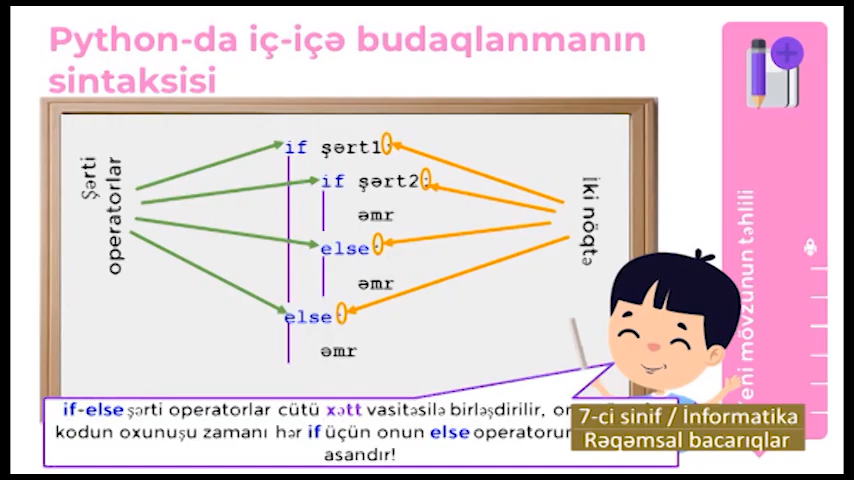 Python-da iç-içə budaqlanmanın
sintaksisi
Şərti
operatorlar
if şərt1:
if şərt2:
əmr
else:
əmr
else:
əmr
İki nöqtə
eni mövzunun təhlili
if-else şərti operatorlar cütü xətt vasitəsilə birləşdirilir,
kodun oxunuşu zamanı hər if üçün onun else
asandır!
7-ci sinif / İnformatika
Rəqəmsal bacarıqlar